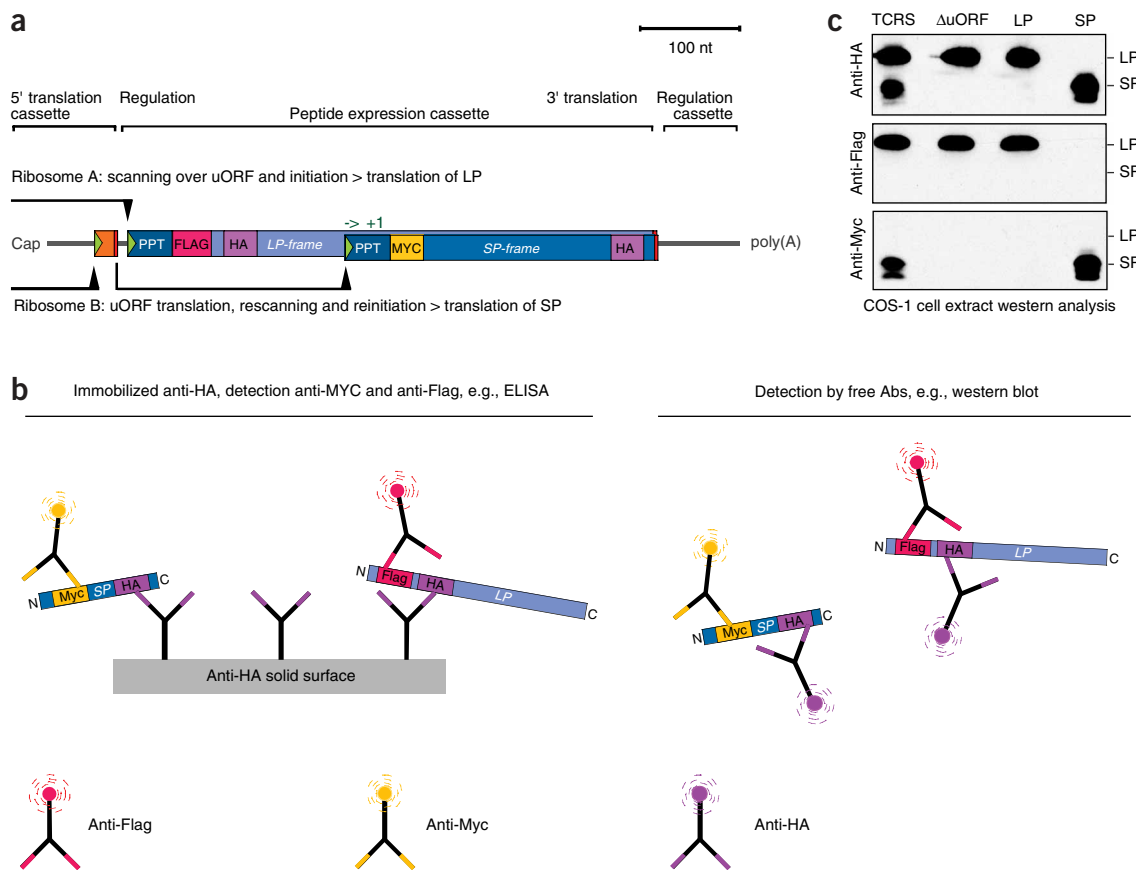 a
100 nt
5' translation cassette
Regulation
Peptide expression cassette
3' translation
Regulation cassette
Ribosome A: scanning over uORF and initiation > translation of LP
-> +1
Cap
PPT
FLAG
HA
LP-frame
PPT
MYC
SP-frame
HA
poly(A)
Ribosome B: uORF translation, rescanning and reinitiation > translation of SP
c
TCRS
ΔuORF
LP
SP
Anti-HA
LP
SP
Anti-Flag
LP
SP
Anti-Myc
LP
SP
COS-1 cell extract western analysis
b
Immobilized anti-HA, detection anti-MYC and anti-Flag, e.g., ELISA
N
Myc
SP
HA
C
N
Flag
HA
LP
C
Anti-HA solid surface
Detection by free Abs, e.g., western blot
N
Myc
SP
HA
C
N
Flag
HA
LP
C
Anti-Flag
Anti-Myc
Anti-HA